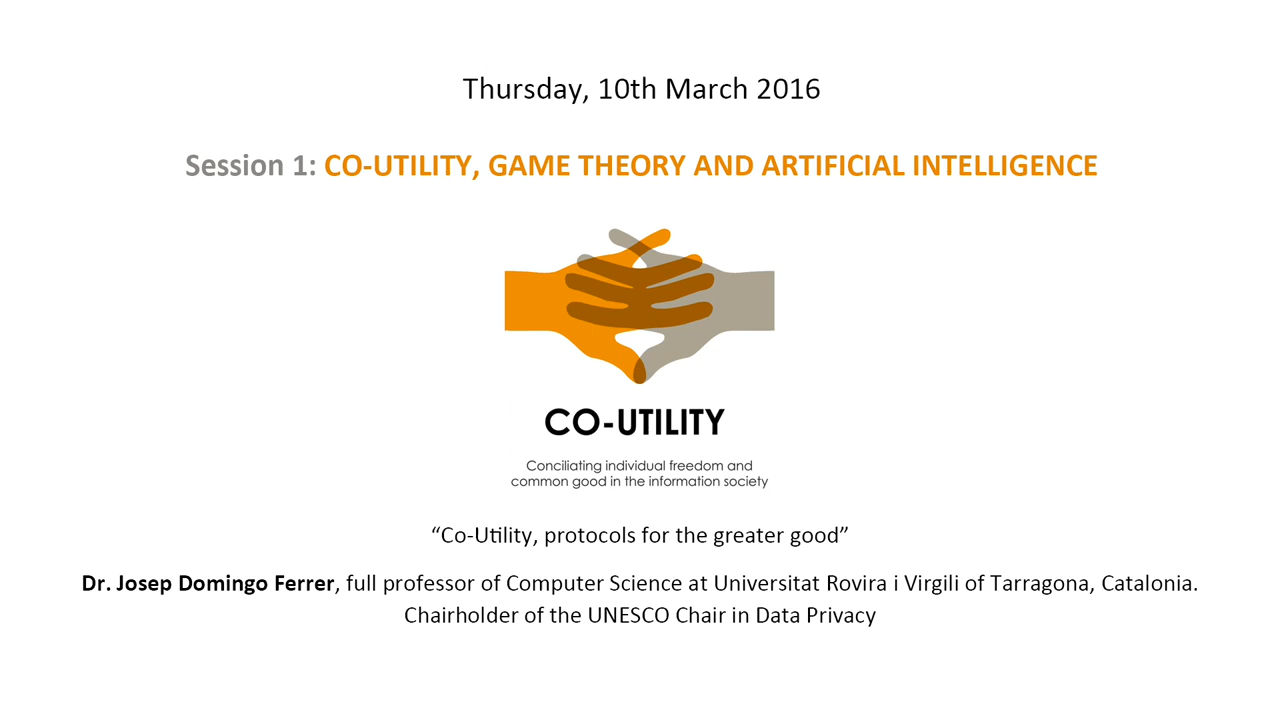 Thursday, 10th March 2016
Session 1: CO-UTILITY, GAME THEORY AND ARTIFICIAL INTELLIGENCE
CO-UTILITY
Conciliating individual freedom and
common good in the information society
“Co-Utility, protocols for the greater good”
Dr. Josep Domingo Ferrer, full professor of Computer Science at Universitat Rovira i Virgili of Tarragona, Catalonia.
Chairholder of the UNESCO Chair in Data Privacy